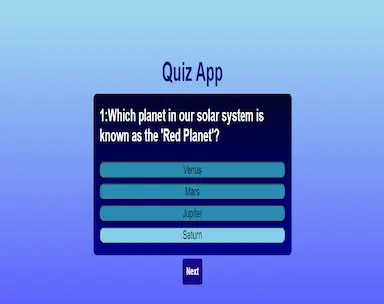 Quiz App
1:Which planet in our solar system is
known as the 'Red Planet'?
Venus
Mars
Jupiter
Saturn
Next